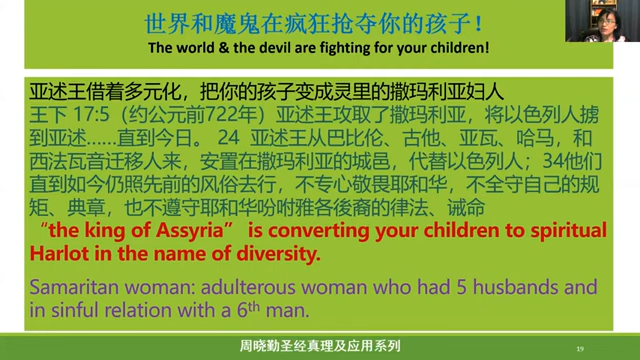 世界和魔鬼在疯狂抢夺你的孩子！
The world & the devil are fighting for your children!
亚述王借着多元化，把你的孩子变成灵里的撒玛利亚妇人
王下 17:5（约公元前722年）亚述王攻取了撒玛利亚，将以色列人掳
到亚述……直到今日。 24 亚述王从巴比伦、古他、亚瓦、哈马，和
西法瓦音迁移人来，安置在撒玛利亚的城邑，代替以色列人；34他们
直到如今仍照先前的风俗去行，不专心敬畏耶和华，不全守自己的规
矩、典章，也不遵守耶和华吩咐雅各後裔的律法、诫命
“the king of Assyria” is converting your children to spiritual
Harlot in the name of diversity.
Samaritan woman: adulterous woman who had 5 husbands and
in sinful relation with a 6th man.
周晓勤圣经真理及应用系列
19